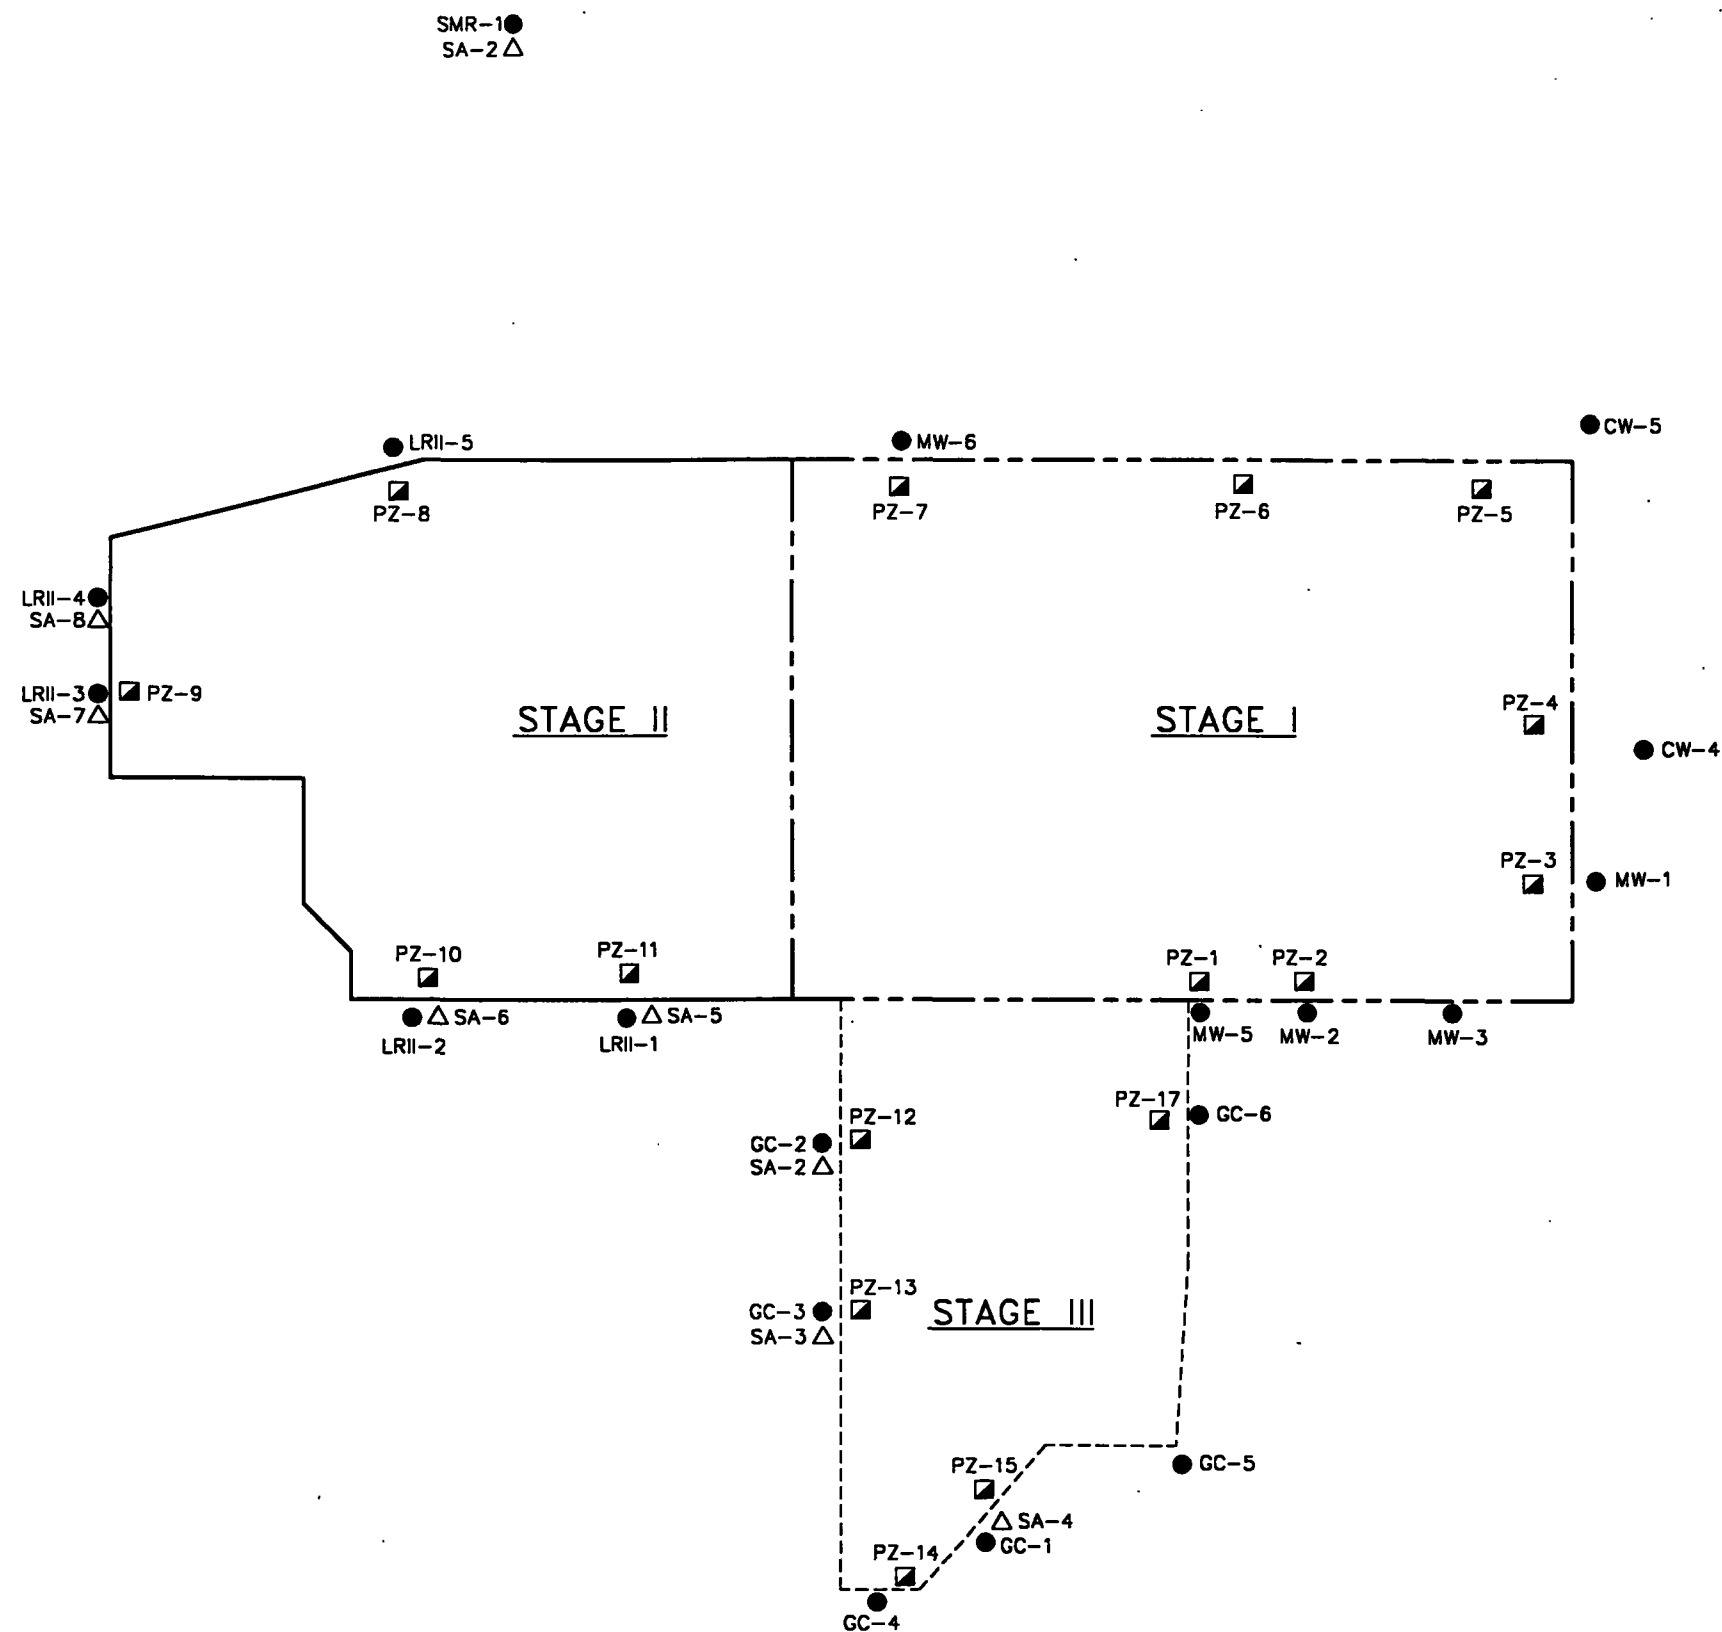 SMR-1
SA-2
CW-5
LRII-5
MW-6
PZ-8
PZ-7
PZ-6
PZ-5
LRII-4
SA-8
LRII-3
PZ-9
SA-7
STAGE II
STAGE I
PZ-4
CW-4
PZ-3
MW-1
PZ-10
PZ-11
PZ-1
PZ-2
SA-6
SA-5
LRII-2
LRII-1
MW-5
MW-2
MW-3
PZ-17
PZ-12
GC-6
GC-2
SA-2
PZ-13
GC-3
STAGE III
SA-3
PZ-15
GC-5
SA-4
GC-1
PZ-14
GC-4